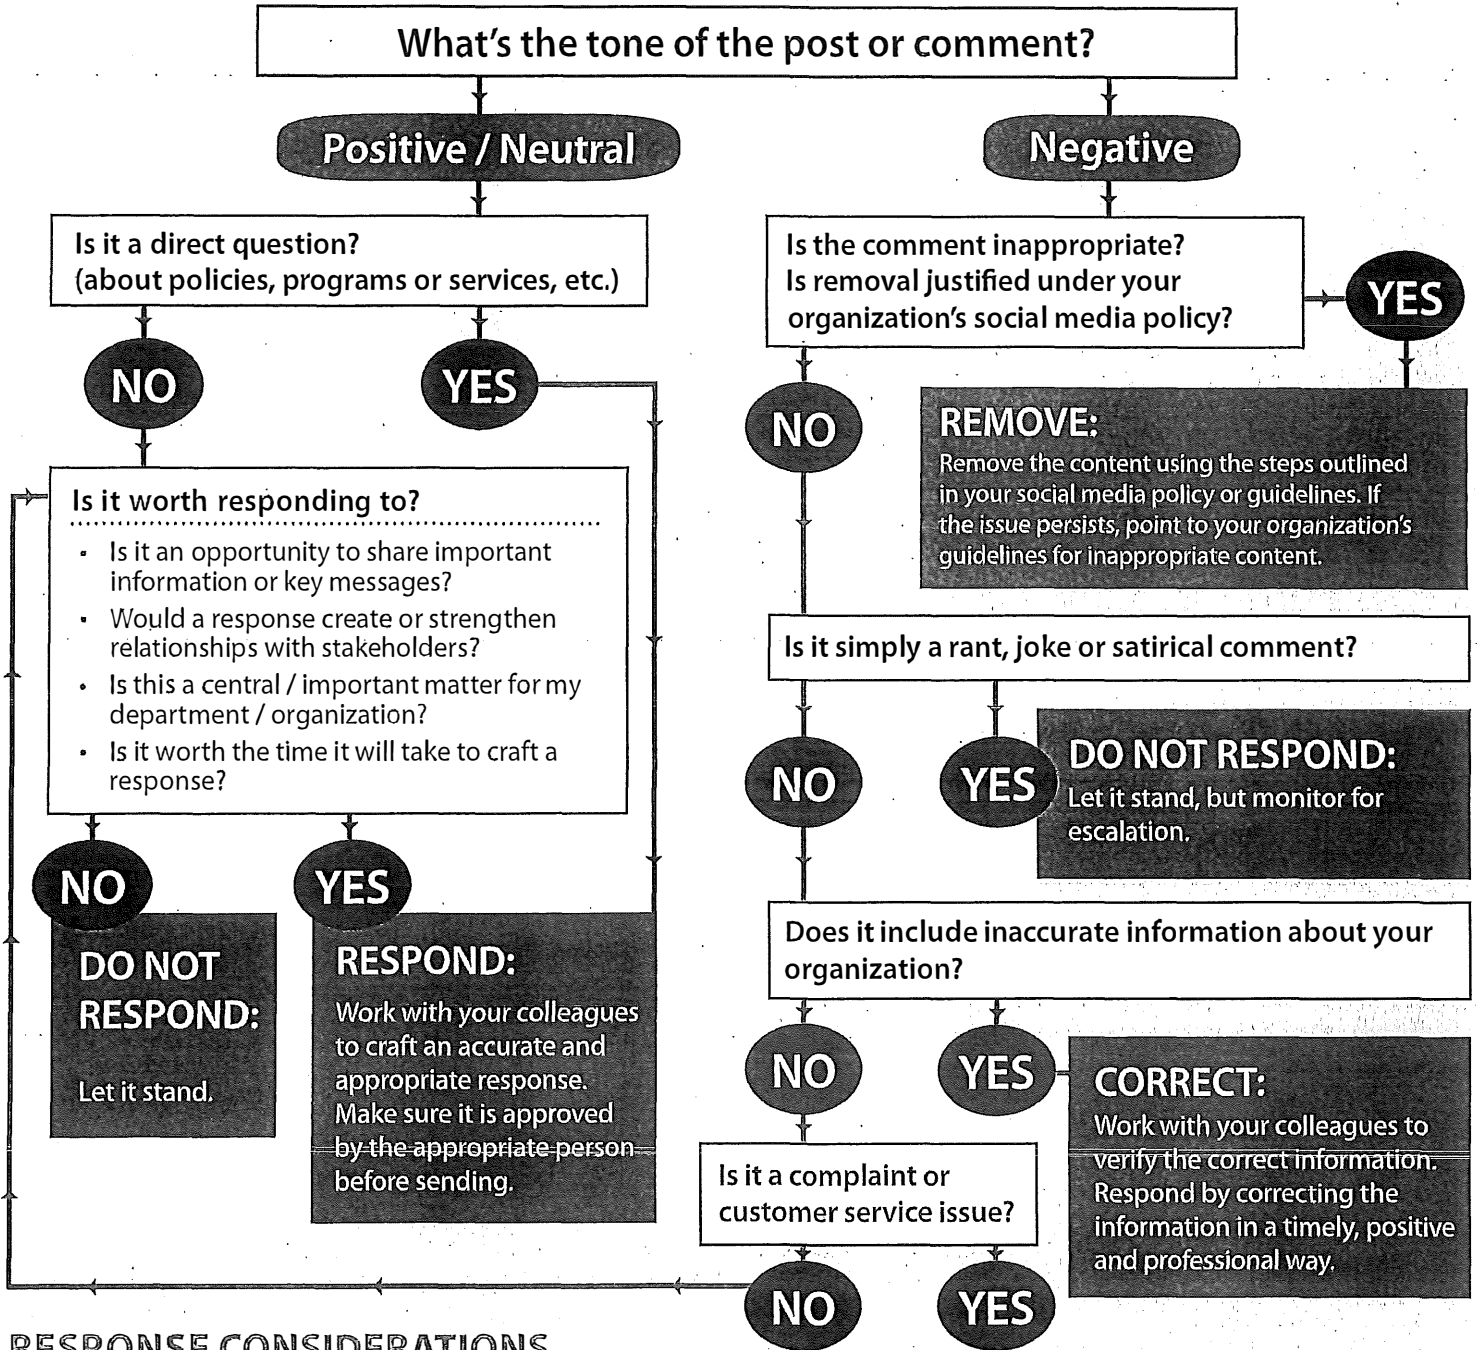 What's the tone of the post or comment?
Positive / Neutral
Is it a direct question?
(about policies, programs or services, etc.)
NO
YES
Is it worth responding to?
• Is it an opportunity to share important
information or key messages?
• Would a response create or strengthen
relationships with stakeholders?
• Is this a central / important matter for my
department / organization?
• Is it worth the time it will take to craft a
response?
NO
DO NOT
RESPOND:
Let it stand.
YES
RESPOND:
Work with your colleagues
to craft an accurate and
appropriate response.
Make sure it is approved
by the appropriate person
before sending.
Negative
Is the comment inappropriate?
Is removal justified under your
organization's social media policy?
YES
REMOVE:
Remove the content using the steps outlined
in your social media policy or guidelines. If
the issue persists, point to your organization's
guidelines for inappropriate content.
NO
Is it simply a rant, joke or satirical comment?
NO
YES
DO NOT RESPOND:
Let it stand, but monitor for
escalation.
Does it include inaccurate information about your
organization?
NO
YES
CORRECT:
Work with your colleagues to
verify the correct information.
Respond by correcting the
information in a timely, positive
and professional way.
Is it a complaint or
customer service issue?
NO
YES
RESPONSE CONSIDERATIONS